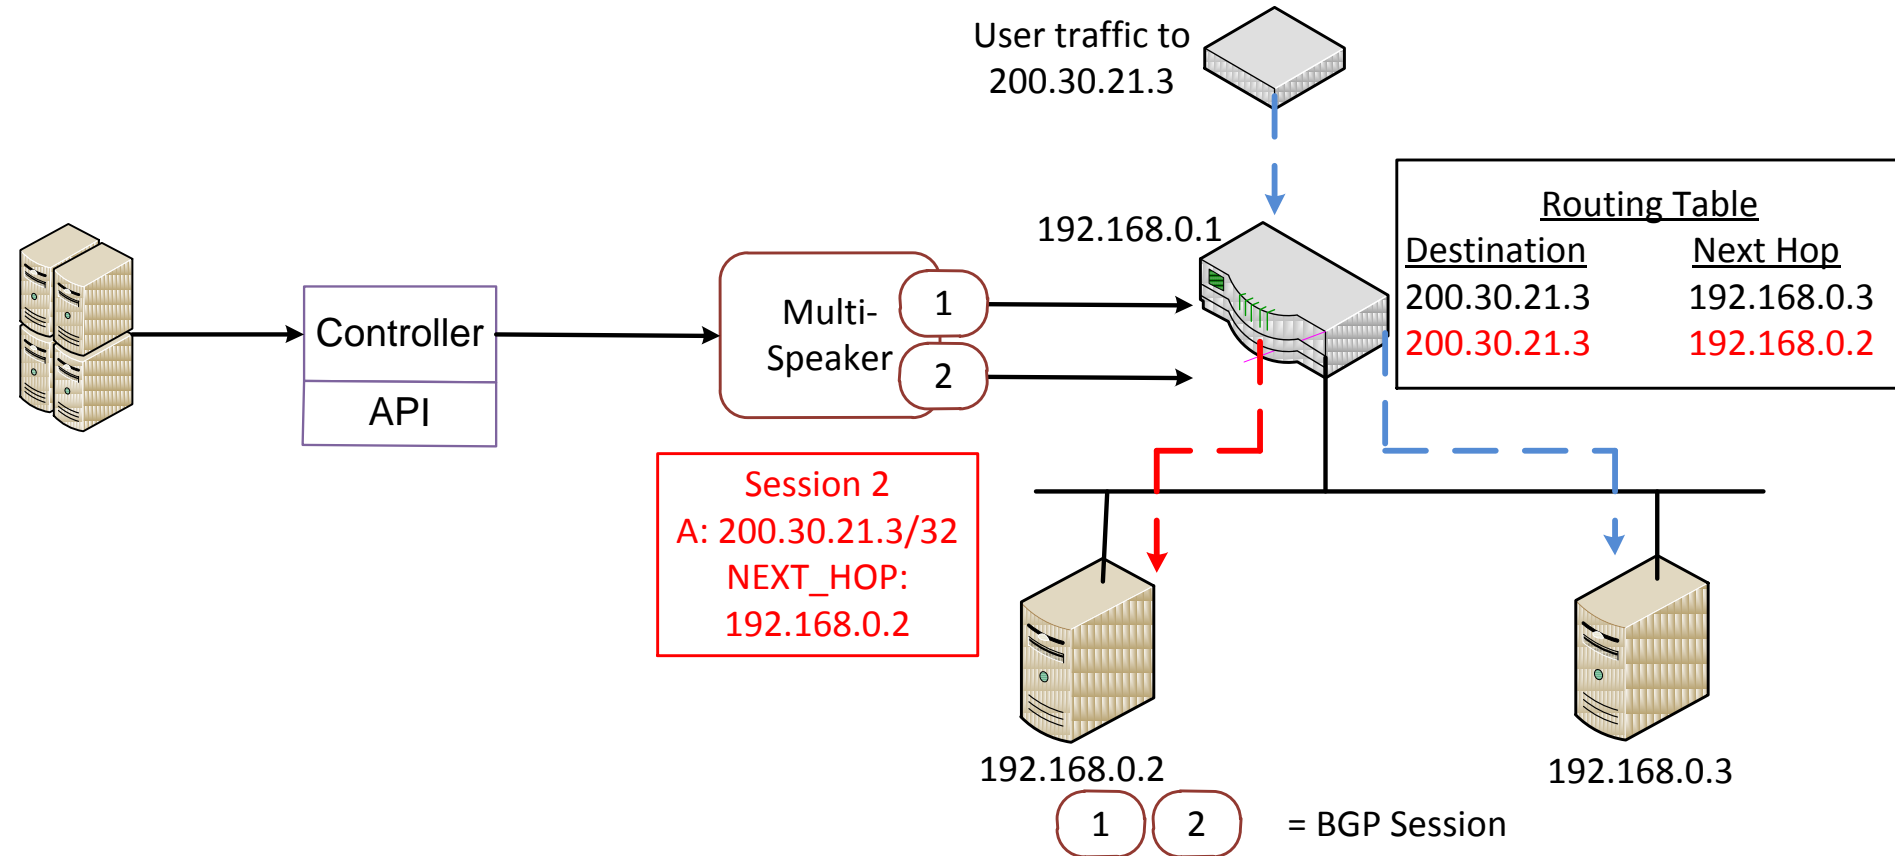 User traffic to
200.30.21.3
192.168.0.1
Routing Table
Destination Next Hop
200.30.21.3 192.168.0.3
200.30.21.3 192.168.0.2
Controller
API
Multi-
Speaker
1
2
Session 2
A: 200.30.21.3/32
NEXT_HOP:
192.168.0.2
192.168.0.2
192.168.0.3
1 2 = BGP Session